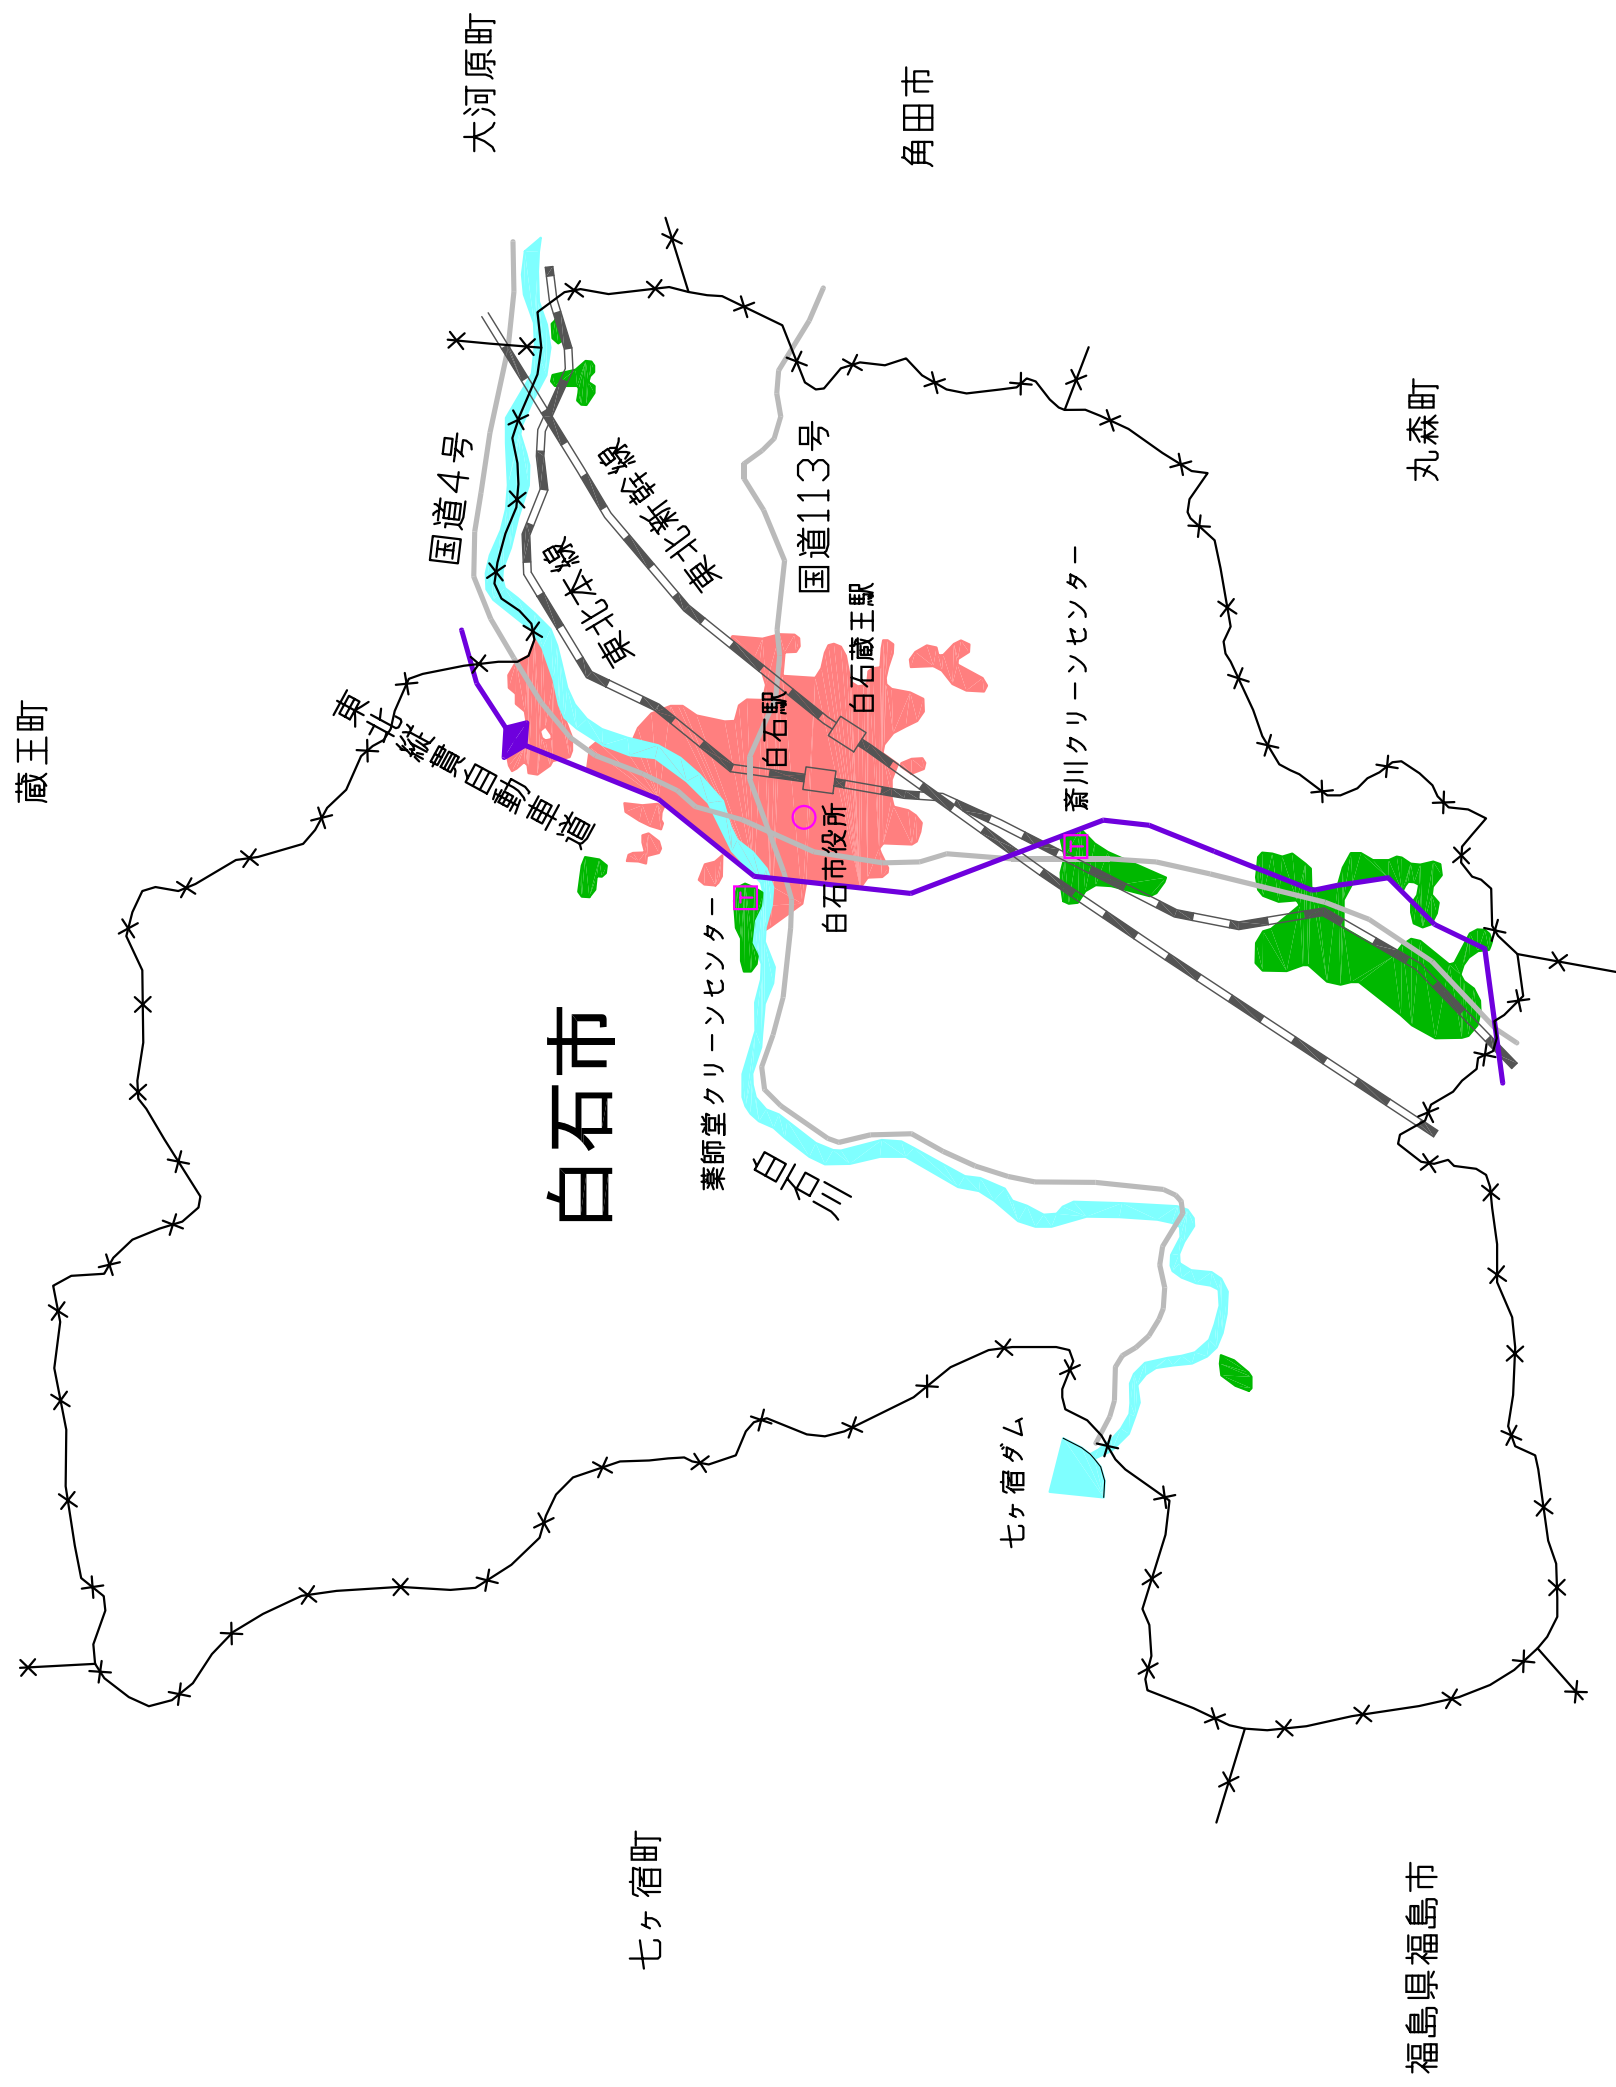 蔵王町
大河原町
角田市
丸森町
国道4号
東北新幹線
東北本線
国道113号
東北縦貫自動車道
白石駅
白石蔵王駅
白石市役所
斎川クリーンセンター
薬師堂クリーンセンター
白石市
白石川
七ヶ宿ダム
七ヶ宿町
福島県福島市